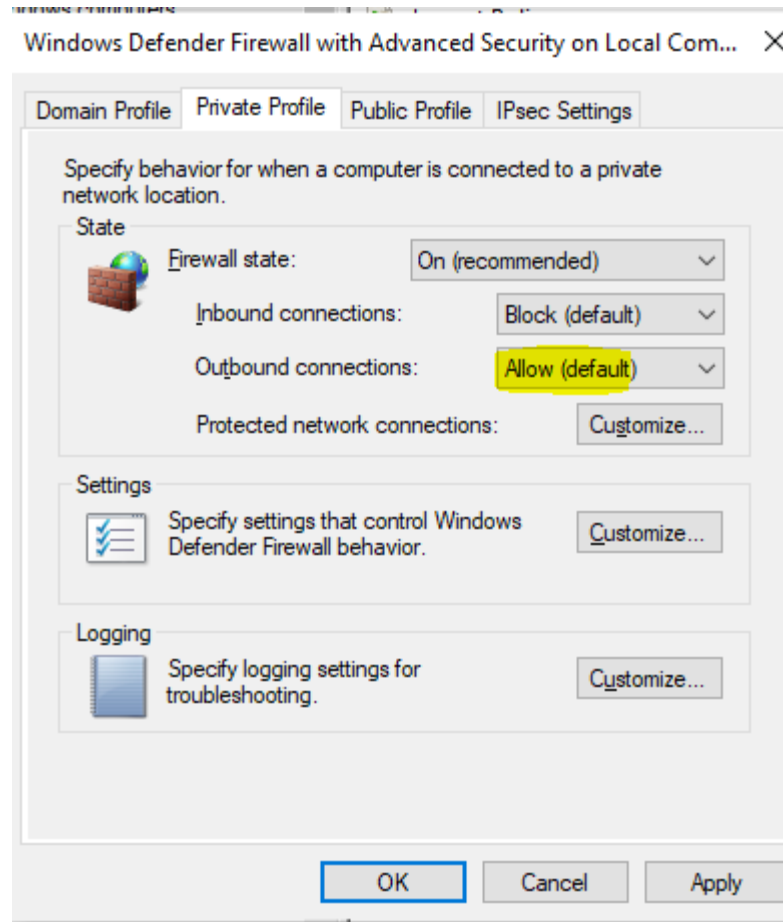 Windows Defender Firewall with Advanced Security on Local Com...
Domain Profile Private Profile Public Profile IPsec Settings
Specify behavior for when a computer is connected to a private
network location.
State
Firewall state: On (recommended)
Inbound connections: Block (default)
Outbound connections: Allow (default)
Protected network connections: Customize...
Settings
Specify settings that control Windows
Defender Firewall behavior.
Customize...
Logging
Specify logging settings for
troubleshooting.
Customize...
OK Cancel Apply